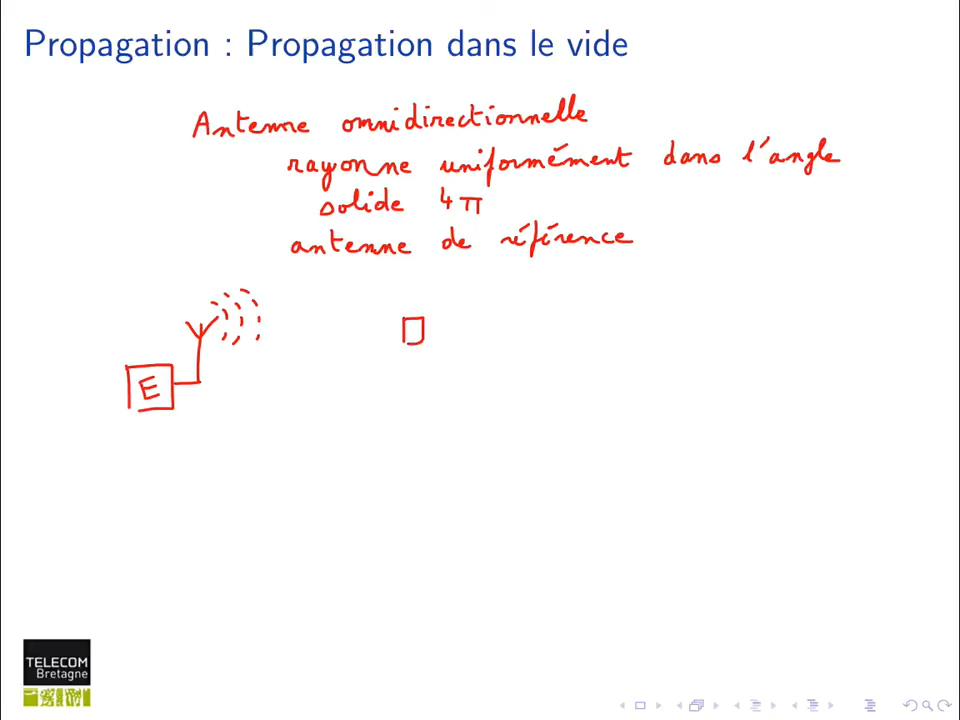 Propagation : Propagation dans le vide
Antenne omnidirectionnelle
rayonne uniformément dans l'angle
solide 4π
antenne de référence
E
TELECOM
Bretagne